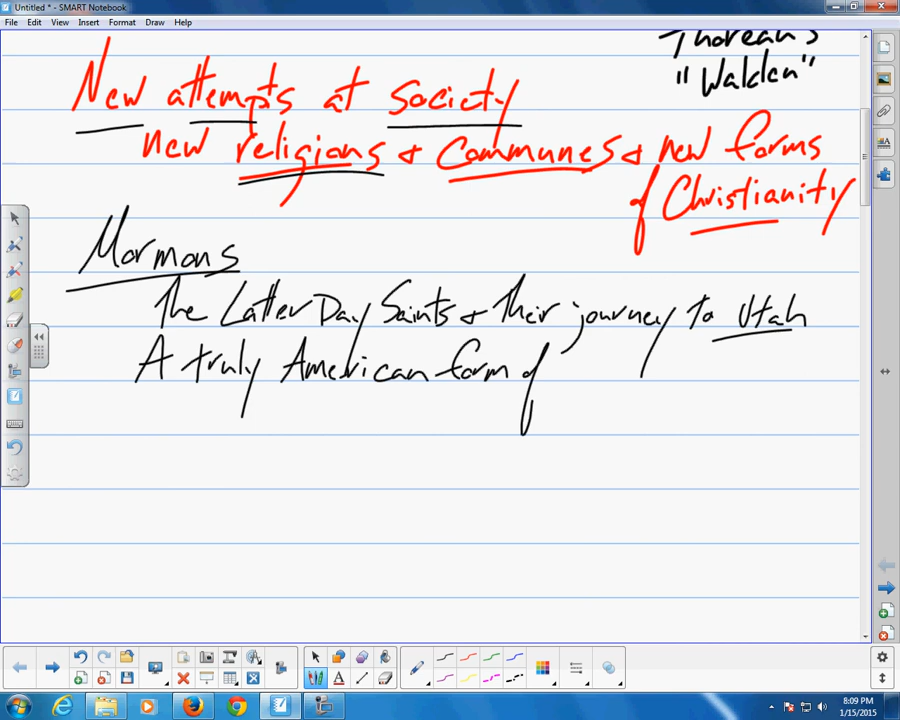 Untitled * - SMART Notebook
File Edit View Insert Format Draw Help
Thoreau's
"Walden"
New attempts at society
new religions & communes & new forms
of Christianity
Mormons
The Latter Day Saints & their journey to Utah
A truly American form of
8:09 PM
1/15/2015